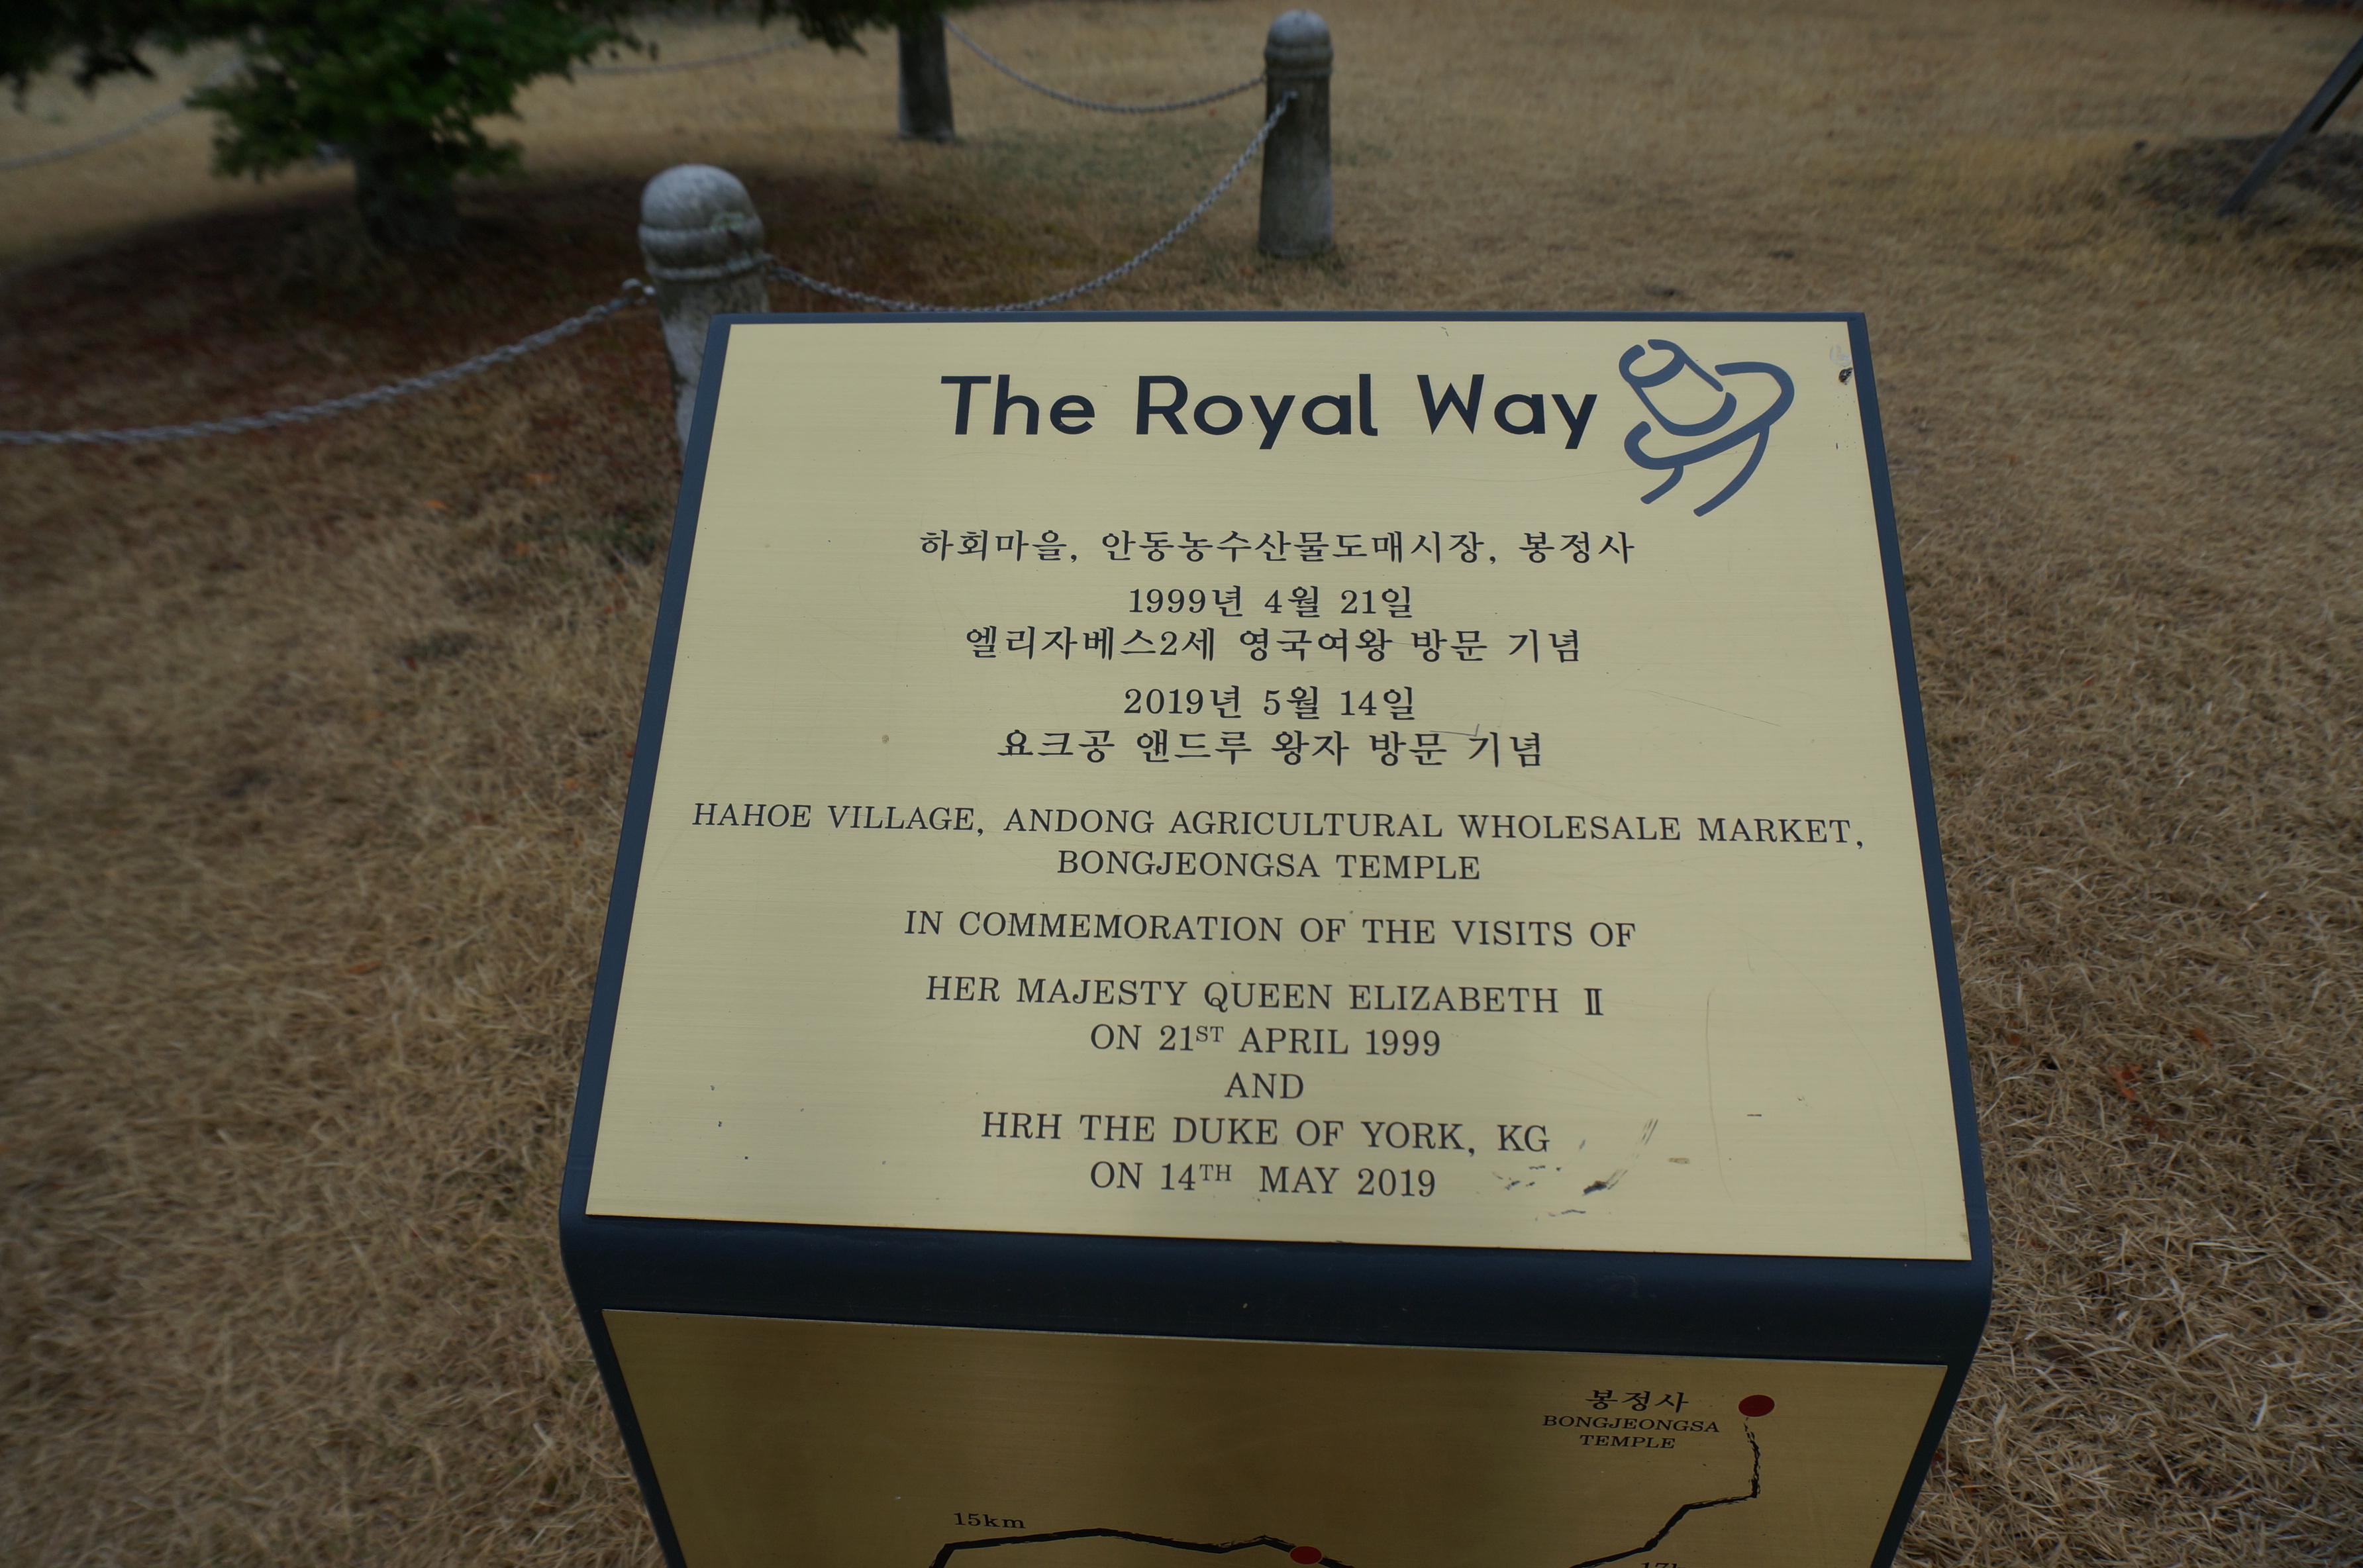 The Royal Way
하회마을, 안동농수산물도매시장, 봉정사
1999년 4월 21일
엘리자베스2세 영국여왕 방문 기념
2019년 5월 14일
요크공 앤드루 왕자 방문 기념
HAHOE VILLAGE, ANDONG AGRICULTURAL WHOLESALE MARKET,
BONGJEONGSA TEMPLE
IN COMMEMORATION OF THE VISITS OF
HER MAJESTY QUEEN ELIZABETH Ⅱ
ON 21ST APRIL 1999
AND
HRH THE DUKE OF YORK, KG
ON 14TH MAY 2019
봉정사
BONGJEONGSA
TEMPLE
15km